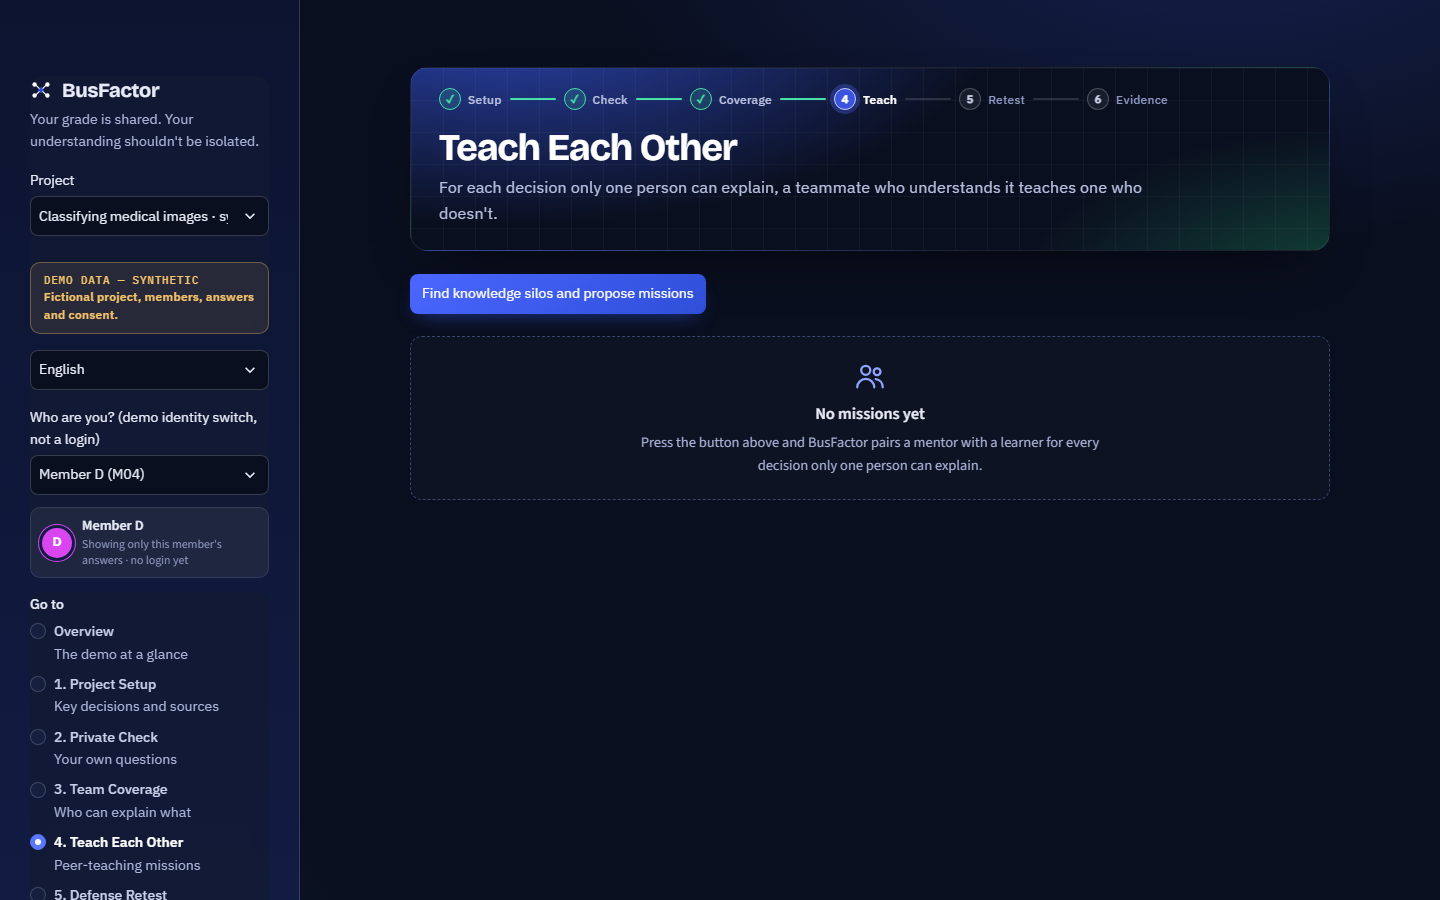 BusFactor
Your grade is shared. Your
understanding shouldn't be isolated.
Project
Classifying medical images ·
DEMO DATA — SYNTHETIC
Fictional project, members, answers
and consent.
English
Who are you? (demo identity switch,
not a login)
Member D (M04)
D
Member D
Showing only this member's
answers · no login yet
Go to
Overview
The demo at a glance
1. Project Setup
Key decisions and sources
2. Private Check
Your own questions
3. Team Coverage
Who can explain what
4. Teach Each Other
Peer-teaching missions
5. Defense Retest
✓ Setup ✓ Check ✓ Coverage 4 Teach 5 Retest 6 Evidence
Teach Each Other
For each decision only one person can explain, a teammate who understands it teaches one who
doesn't.
Find knowledge silos and propose missions
No missions yet
Press the button above and BusFactor pairs a mentor with a learner for every
decision only one person can explain.